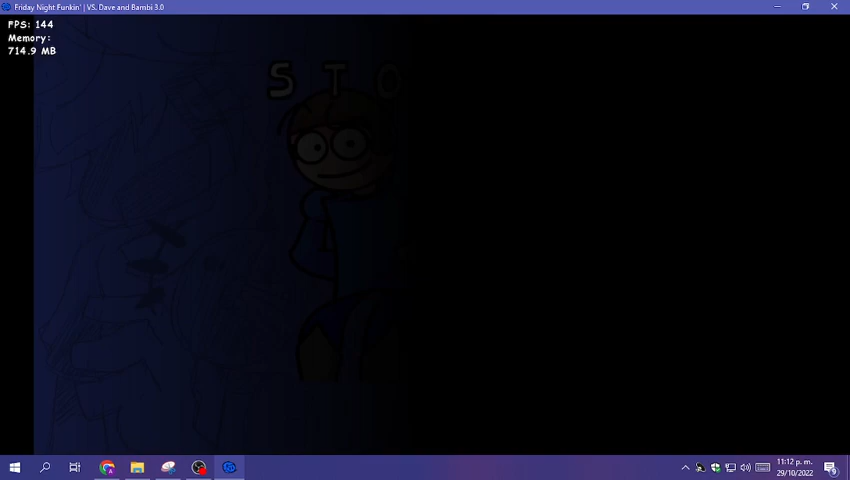 Friday Night Funkin' | VS. Dave and Bambi 3.0
FPS: 144
Memory:
714.9 MB
S T O
11:12 p. m.
29/10/2022